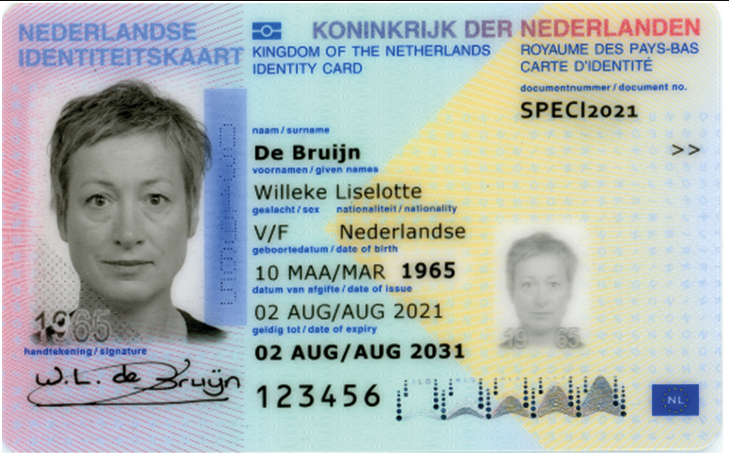 NEDERLANDSE
IDENTITEITSKAART
KONINKRIJK DER NEDERLANDEN
KINGDOM OF THE NETHERLANDS
IDENTITY CARD
ROYAUME DES PAYS-BAS
CARTE D'IDENTITÉ
documentnummer / document no.
SPECI2021
naam / surname
De Bruijn
>>
voornamen / given names
Willeke Liselotte
geslacht / sex nationaliteit / nationality
V/F Nederlandse
geboortedatum / date of birth
10 MAA/MAR 1965
datum van afgifte / date of issue
02 AUG/AUG 2021
geldig tot / date of expiry
02 AUG/AUG 2031
1965
19 65
handtekening / signature
W.L. de Bruijn
123456
NL